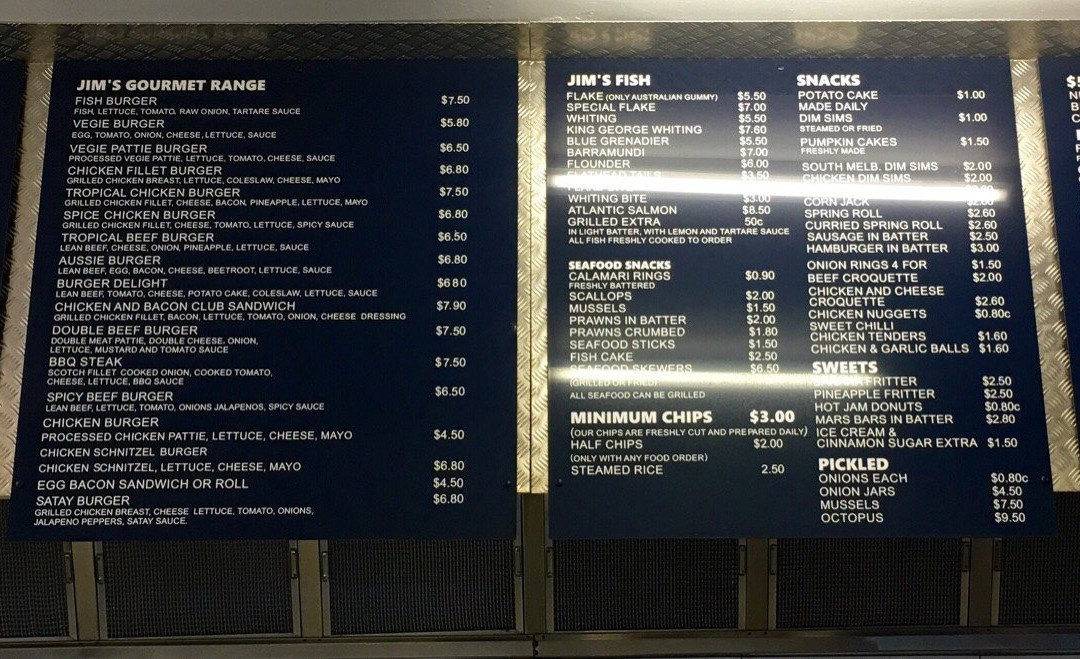 JIM'S GOURMET RANGE
FISH BURGER $7.50
FISH, LETTUCE, TOMATO, RAW ONION, TARTARE SAUCE
VEGIE BURGER $5.80
EGG, TOMATO, ONION, CHEESE, LETTUCE, SAUCE
VEGIE PATTIE BURGER $6.50
PROCESSED VEGIE PATTIE, LETTUCE, TOMATO, CHEESE, SAUCE
CHICKEN FILLET BURGER $6.80
GRILLED CHICKEN BREAST, LETTUCE, COLESLAW, CHEESE, MAYO
TROPICAL CHICKEN BURGER $7,50
GRILLED CHICKEN FILLET, CHEESE, BACON, PINEAPPLE, LETTUCE, MAYO
SPICE CHICKEN BURGER $6.80
GRILLED CHICKEN FILLET, CHEESE, TOMATO, LETTUCE, SPICY SAUCE
TROPICAL BEEF BURGER $6.50
LEAN BEEF, CHEESE, ONION, PINEAPPLE, LETTUCE, SAUCE
AUSSIE BURGER $6.80
LEAN BEEF, EGG, BACON, CHEESE, BEETROOT, LETTUCE, SAUCE
BURGER DELIGHT $680
LEAN BEEF, TOMATO, CHEESE, POTATO CAKE, COLESLAW, LETTUCE, SAUCE
CHICKEN AND BACON CLUB SANDWICH $7.90
GRILLED CHICKEN FILLET, BACON, LETTUCE, TOMATO, ONION, CHEESE DRESSING
DOUBLE BEEF BURGER $7.50
DOUBLE MEAT PATTIE, DOUBLE CHEESE, ONION,
LETTUCE, MUSTARD AND TOMATO SAUCE
BBQ STEAK $7.50
SCOTCH FILLET COOKED ONION, COOKED TOMATO,
CHEESE, LETTUCE, BBQ SAUCE
SPICY BEEF BURGER $6.50
LEAN BEEF, LETTUCE, TOMATO, ONIONS JALAPENOS, SPICY SAUCE
CHICKEN BURGER
PROCESSED CHICKEN PATTIE, LETTUCE, CHEESE, MAYO $4.50
CHICKEN SCHNITZEL BURGER
CHICKEN SCHNITZEL, LETTUCE, CHEESE, MAYO $6.80
EGG BACON SANDWICH OR ROLL $4.50
SATAY BURGER $6.80
GRILLED CHICKEN BREAST, CHEESE LETTUCE, TOMATO, ONIONS,
JALAPENO PEPPERS, SATAY SAUCE.
JIM'S FISH
FLAKE (ONLY AUSTRALIAN GUMMY) $5.50
SPECIAL FLAKE $7.00
WHITING $5.50
KING GEORGE WHITING $7.60
BLUE GRENADIER $5.50
BARRAMUNDI $7.00
FLOUNDER $6.00
FLATHEAD TAILS $3.50
WHITING BITE $3.00
ATLANTIC SALMON $8.50
GRILLED EXTRA 50c
IN LIGHT BATTER, WITH LEMON AND TARTARE SAUCE
ALL FISH FRESHLY COOKED TO ORDER
SEAFOOD SNACKS
CALAMARI RINGS $0.90
FRESHLY BATTERED
SCALLOPS $2.00
MUSSELS $1.50
PRAWNS IN BATTER $2.00
PRAWNS CRUMBED $1.80
SEAFOOD STICKS $1.50
FISH CAKE $2.50
SEAFOOD SKEWERS $6.50
(GRILLED OR FRIED)
ALL SEAFOOD CAN BE GRILLED
MINIMUM CHIPS $3.00
(OUR CHIPS ARE FRESHLY CUT AND PREPARED DAILY)
HALF CHIPS $2.00
(ONLY WITH ANY FOOD ORDER)
STEAMED RICE 2.50
SNACKS
POTATO CAKE $1.00
MADE DAILY
DIM SIMS $1.00
STEAMED OR FRIED
PUMPKIN CAKES $1.50
FRESHLY MADE
SOUTH MELB. DIM SIMS $2.00
CHICKEN DIM SIMS $2.00
CORN JACK $2.60
SPRING ROLL $2.60
CURRIED SPRING ROLL $2.60
SAUSAGE IN BATTER $2.50
HAMBURGER IN BATTER $3.00
ONION RINGS 4 FOR $1.50
BEEF CROQUETTE $2.00
CHICKEN AND CHEESE
CROQUETTE $2.60
CHICKEN NUGGETS $0.80c
SWEET CHILLI
CHICKEN TENDERS $1.60
CHICKEN & GARLIC BALLS $1.60
SWEETS
FRITTER $2.50
PINEAPPLE FRITTER $2.50
HOT JAM DONUTS $0.80c
MARS BARS IN BATTER $2.80
ICE CREAM &
CINNAMON SUGAR EXTRA $1.50
PICKLED
ONIONS EACH $0.80c
ONION JARS $4.50
MUSSELS $7.50
OCTOPUS $9.50